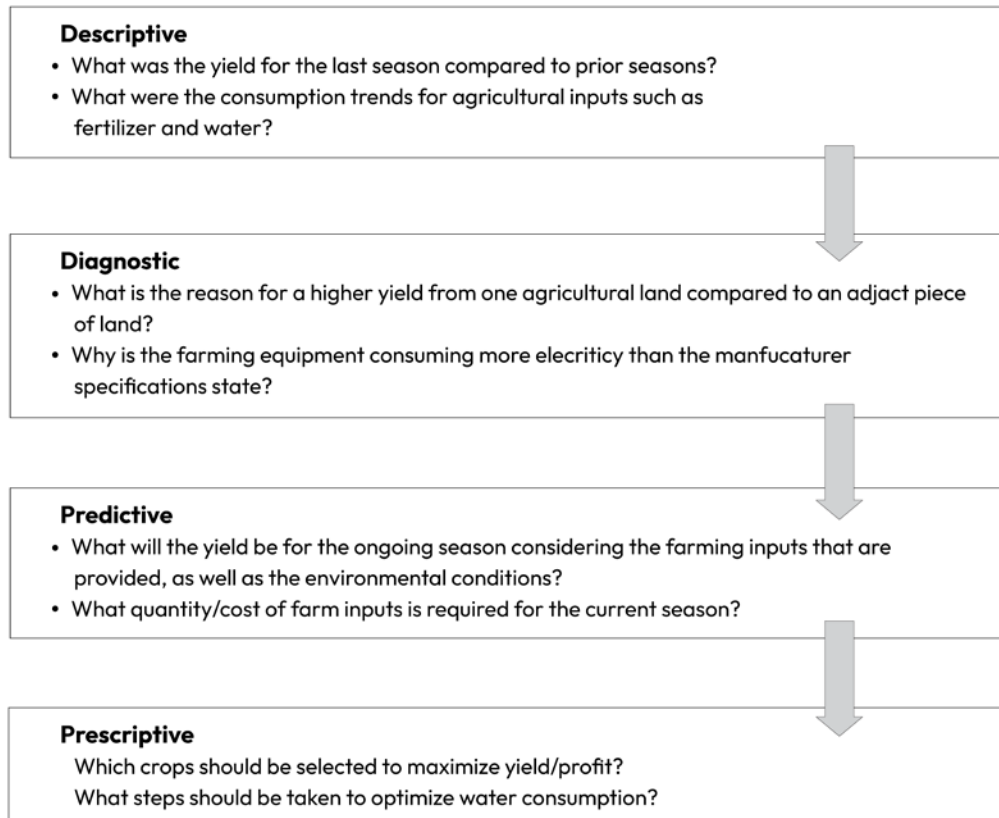 Descriptive
• What was the yield for the last season compared to prior seasons?
• What were the consumption trends for agricultural inputs such as
fertilizer and water?
Diagnostic
• What is the reason for a higher yield from one agricultural land compared to an adjact piece
of land?
• Why is the farming equipment consuming more elecriticy than the manfucaturer
specifications state?
Predictive
• What will the yield be for the ongoing season considering the farming inputs that are
provided, as well as the environmental conditions?
• What quantity/cost of farm inputs is required for the current season?
Prescriptive
Which crops should be selected to maximize yield/profit?
What steps should be taken to optimize water consumption?